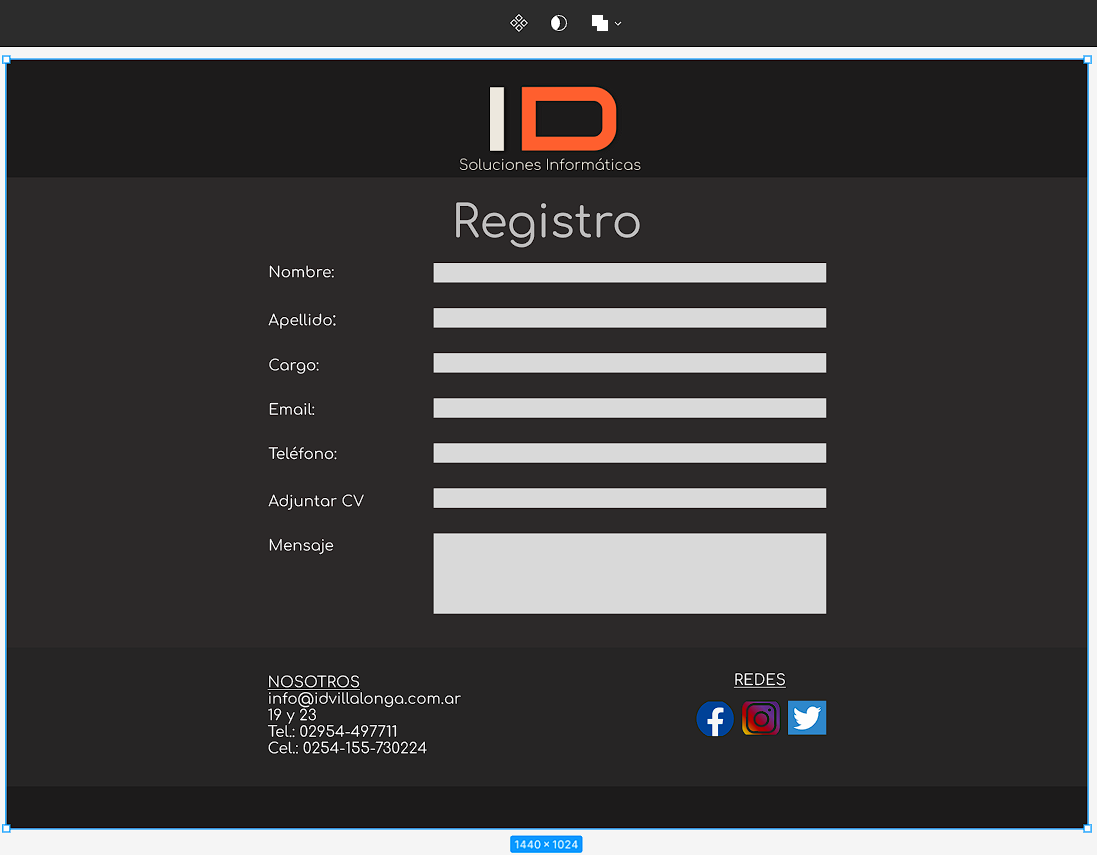 ID
Soluciones Informáticas
Registro
Nombre:
Apellido:
Cargo:
Email:
Teléfono:
Adjuntar CV
Mensaje
NOSOTROS
info@idvillalonga.com.ar
19 y 23
Tel.: 02954-497711
Cel.: 0254-155-730224
REDES
1440 × 1024